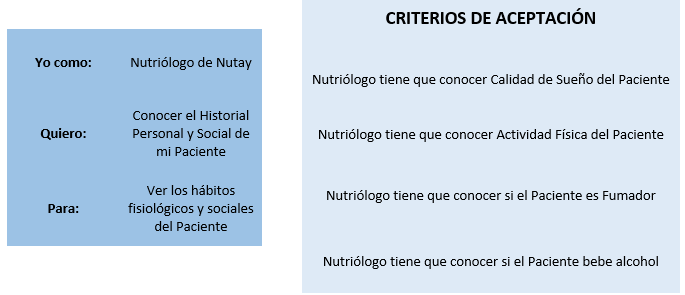 Yo como:
Nutriólogo de Nutay
Quiero:
Conocer el Historial
Personal y Social de
mi Paciente
Para:
Ver los hábitos
fisiológicos y sociales
del Paciente
CRITERIOS DE ACEPTACIÓN
Nutriólogo tiene que conocer Calidad de Sueño del Paciente
Nutriólogo tiene que conocer Actividad Física del Paciente
Nutriólogo tiene que conocer si el Paciente es Fumador
Nutriólogo tiene que conocer si el Paciente bebe alcohol